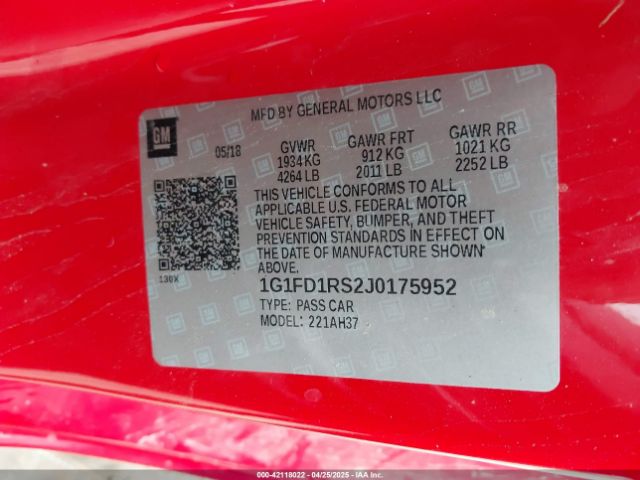 MFD BY GENERAL MOTORS LLC
GM
05/18
GVWR GAWR FRT GAWR RR
1934 KG 912 KG 1021 KG
4264 LB 2011 LB 2252 LB
THIS VEHICLE CONFORMS TO ALL
APPLICABLE U.S. FEDERAL MOTOR
VEHICLE SAFETY, BUMPER, AND THEFT
PREVENTION STANDARDS IN EFFECT ON
THE DATE OF MANUFACTURE SHOWN
ABOVE.
130X
1G1FD1RS2J0175952
TYPE: PASS CAR
MODEL: 221AH37
000-42118022 - 04/25/2025 - IAAI.COM